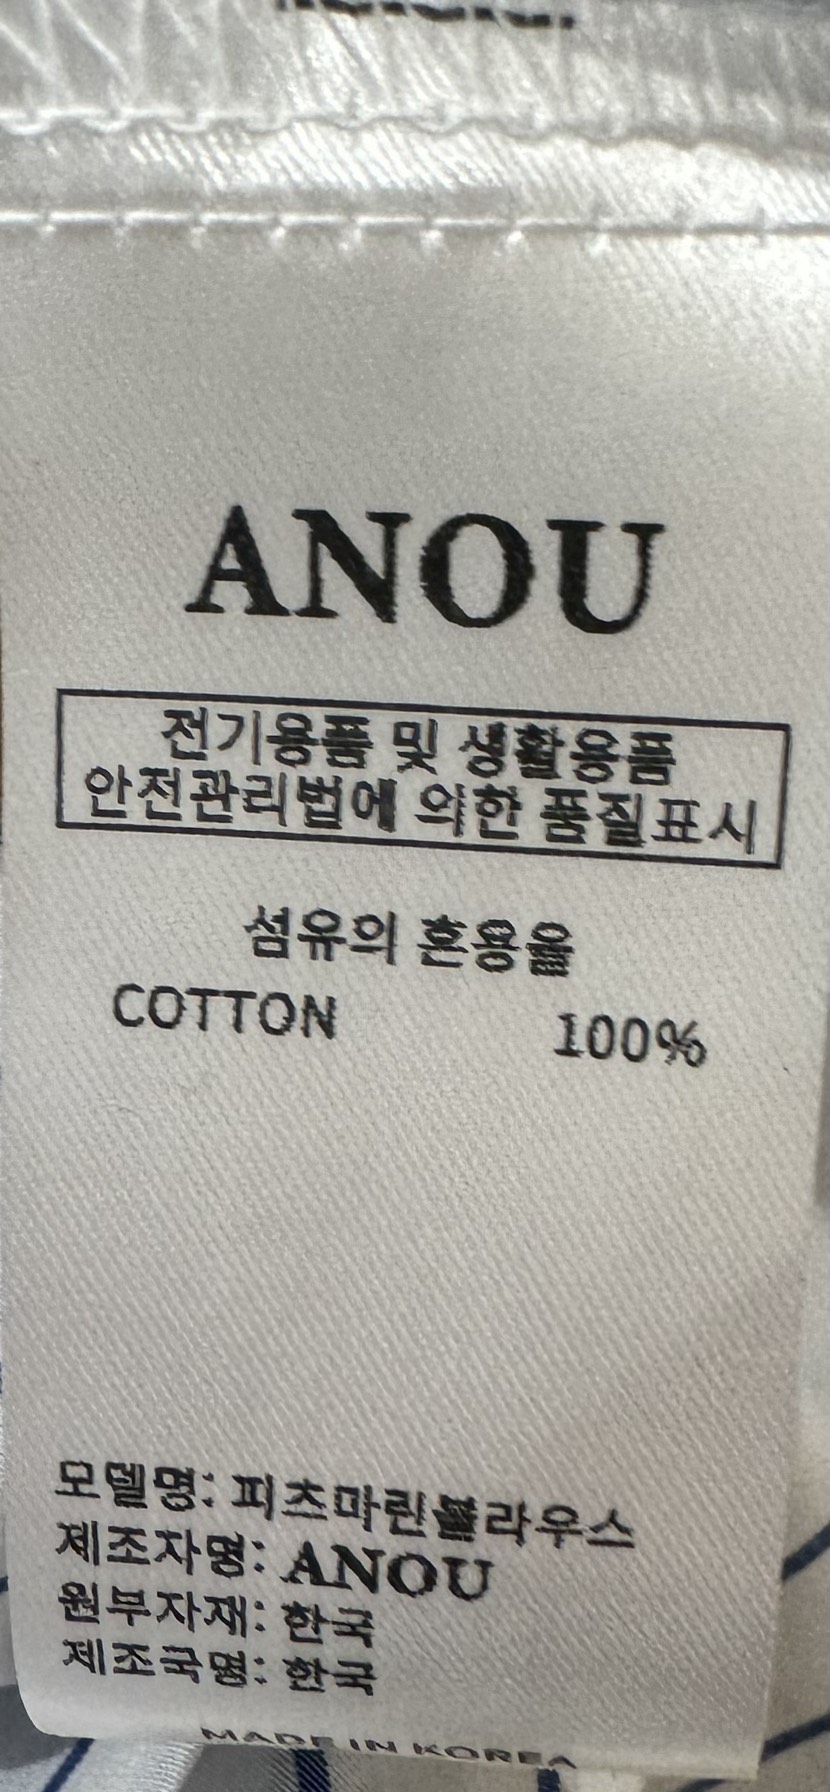 ANOU
전기용품 및 생활용품
안전관리법에 의한 품질표시
섬유의 혼용율
COTTON 100%
모델명: 피츠마린블라우스
제조자명: ANOU
원부자재: 한국
제조국명: 한국
MADE IN KOREA